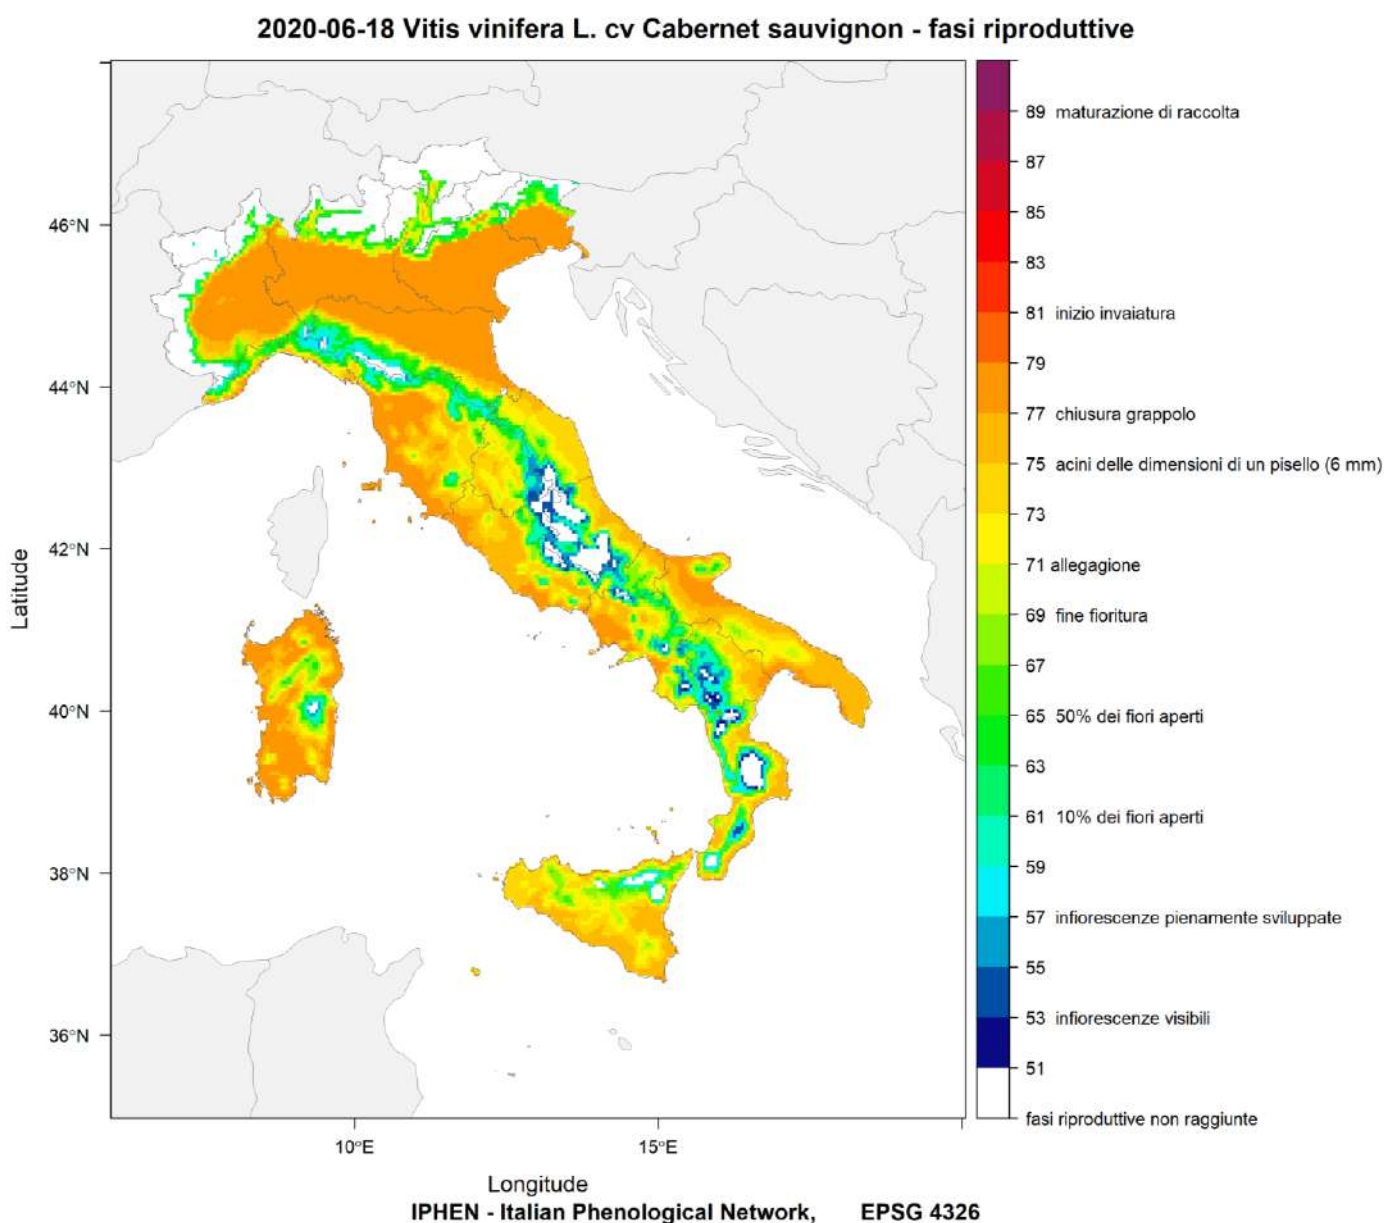 2020-06-18 Vitis vinifera L. cv Cabernet sauvignon - fasi riproduttive
46°N
44°N
42°N
40°N
38°N
36°N
Latitude
10°E
15°E
Longitude
89 maturazione di raccolta
87
85
83
81 inizio invaiatura
79
77 chiusura grappolo
75 acini delle dimensioni di un pisello (6 mm)
73
71 allegagione
69 fine fioritura
67
65 50% dei fiori aperti
63
61 10% dei fiori aperti
59
57 infiorescenze pienamente sviluppate
55
53 infiorescenze visibili
51
fasi riproduttive non raggiunte
IPHEN - Italian Phenological Network, EPSG 4326